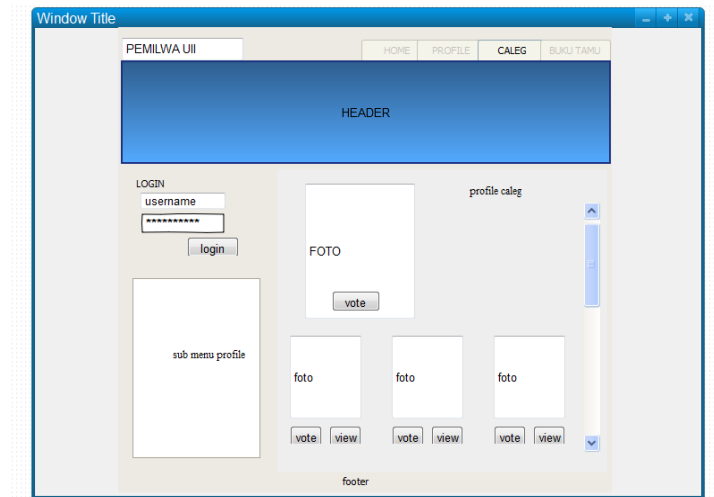 Window Title
PEMILWA UII
HOME PROFILE CALEG BUKU TAMU
HEADER
LOGIN
username
**********
login
sub menu profile
profile caleg
FOTO
vote
foto foto foto
vote view vote view vote view
footer